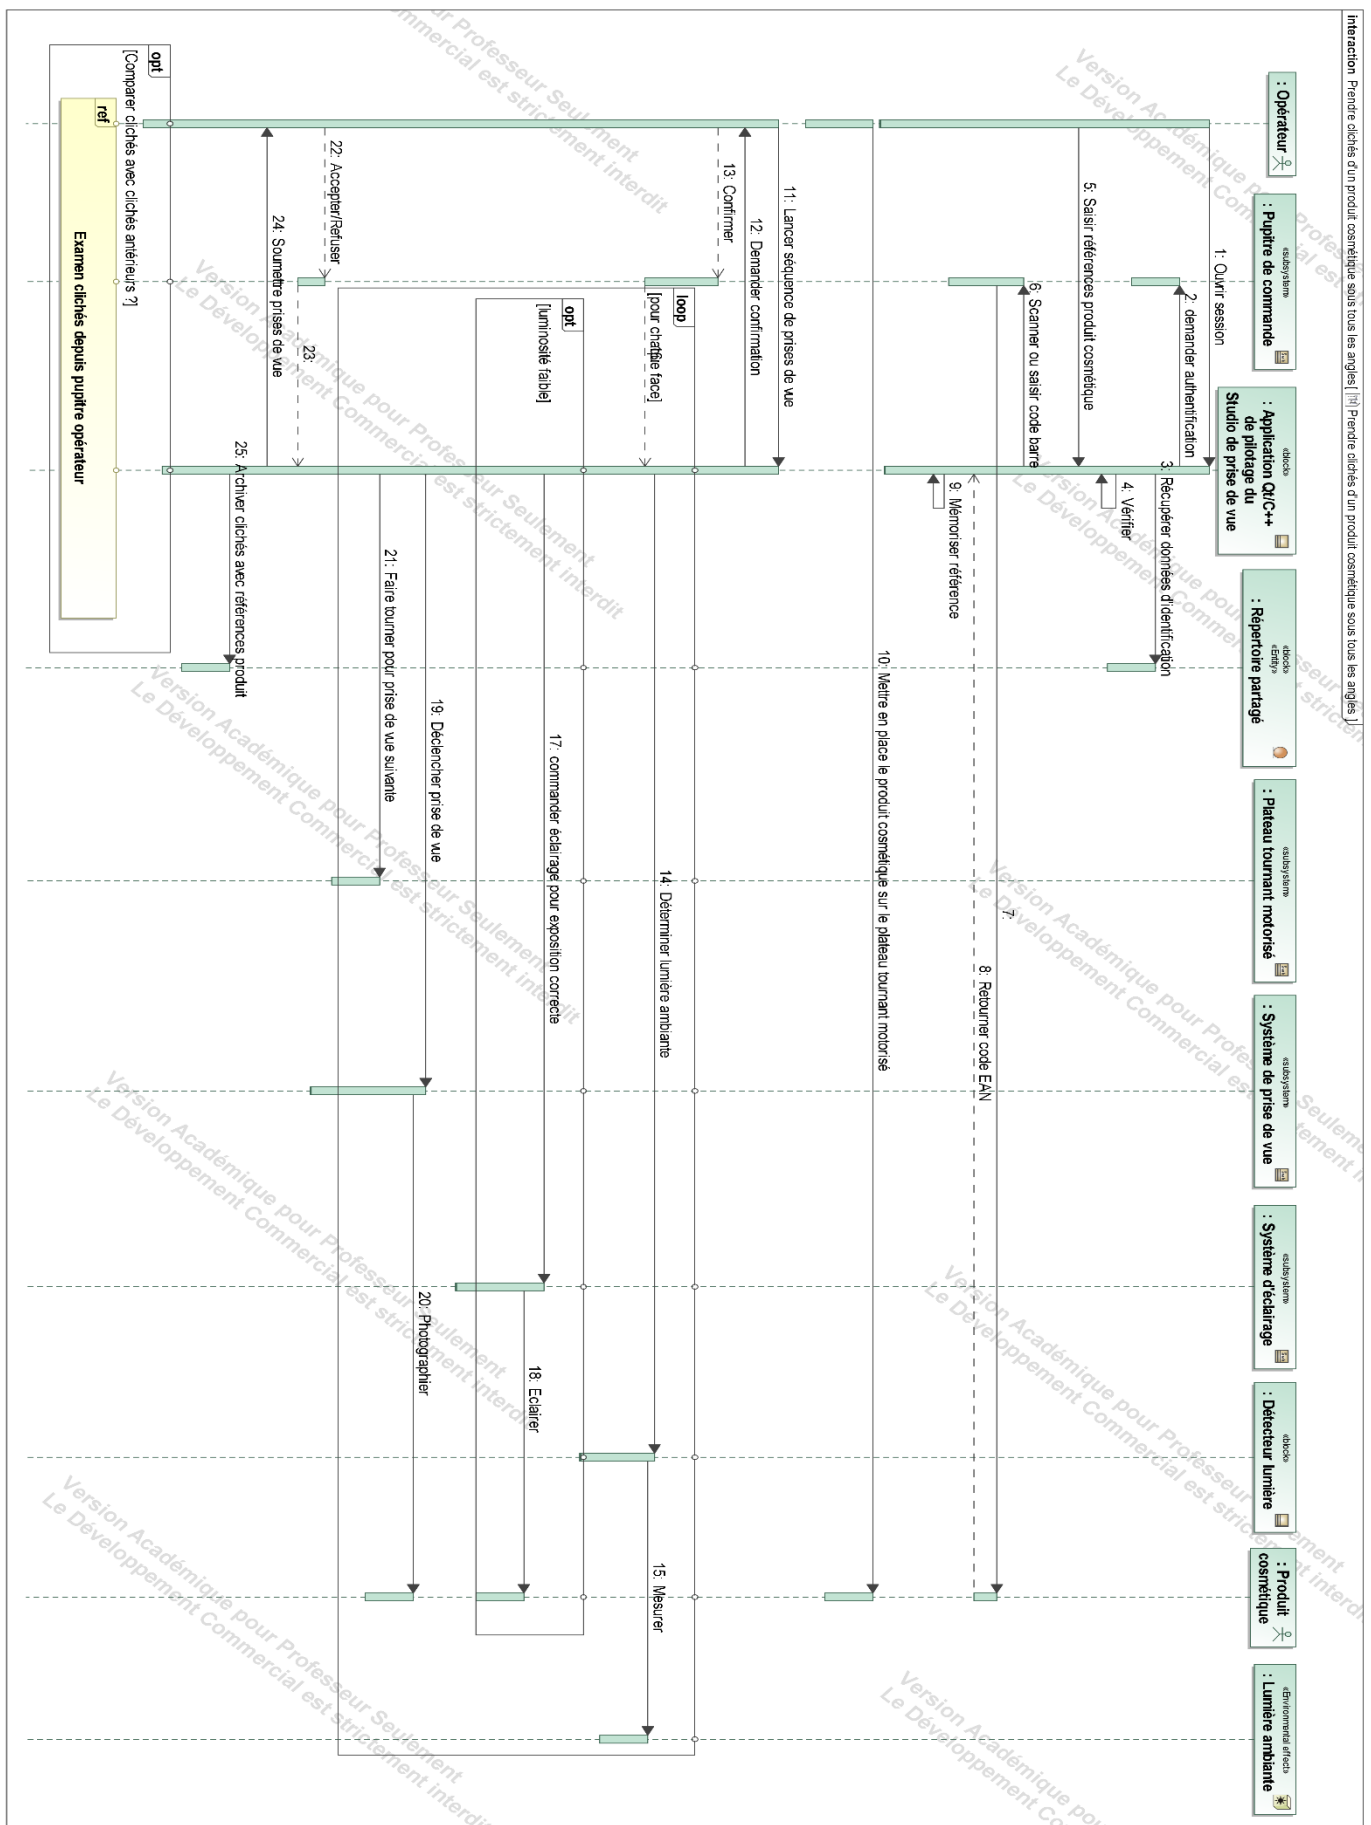 interaction Prendre clichés d'un produit cosmétique sous tous les angles[ Prendre clichés d'un produit cosmétique sous tous les angles ]
: Opérateur
«subsystem»
: Pupitre de commande
«block»
: Application Qt/C++
de pilotage du
Studio de prise de vue
«block»
«Entity»
: Répertoire partagé
«subsystem»
: Plateau tournant motorisé
«subsystem»
: Système de prise de vue
«subsystem»
: Système d'éclairage
«block»
: Détecteur lumière
: Produit
cosmétique
«Environmental effect»
: Lumière ambiante
1: Ouvrir session
2: demander authentification
3: Récupérer données d'identification
4: Vérifier
5: Saisir références produit cosmétique
6: Scanner ou saisir code barre
7:
8: Retourner code EAN
9: Mémoriser référence
10: Mettre en place le produit cosmétique sur le plateau tournant motorisé
11: Lancer séquence de prises de vue
12: Demander confirmation
13: Confirmer
loop
[pour chaque face]
14: Déterminer lumière ambiante
15: Mesurer
opt
[luminosité faible]
17: commander éclairage pour exposition correcte
18: Eclairer
19: Déclencher prise de vue
20: Photographier
21: Faire tourner pour prise de vue suivante
22: Accepter/Refuser
23:
24: Soumettre prises de vue
25: Archiver clichés avec références produit
opt
[Comparer clichés avec clichés antérieurs ?]
ref
Examen clichés depuis pupitre opérateur
Version Académique pour Professeur Seulement
Le Développement Commercial est strictement interdit